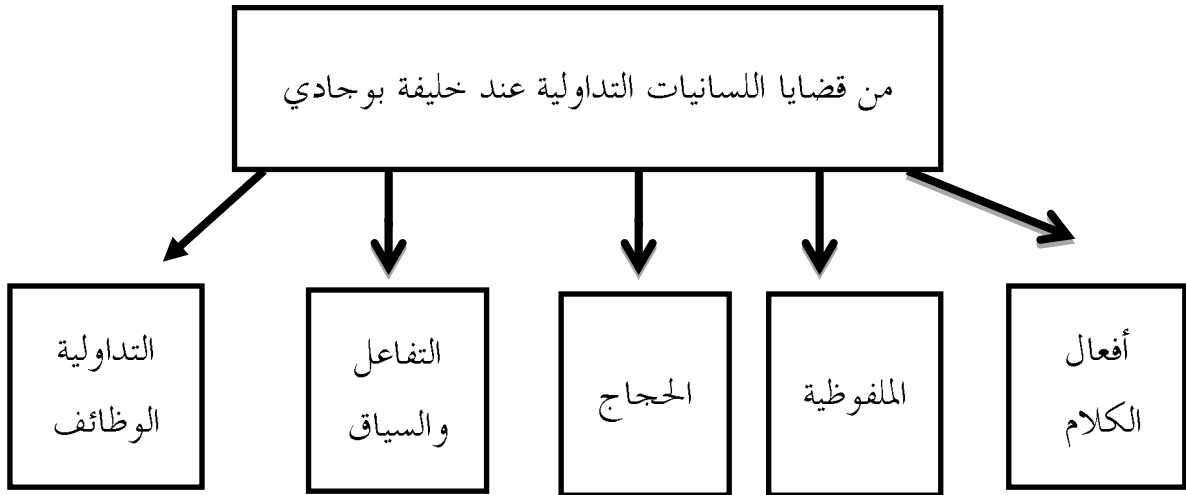 من قضايا اللسانيات التداولية عند خليفة بوجادي
أفعال
الكلام
الملفوظية
الحجاج
التفاعل
والسياق
التداولية
الوظائف